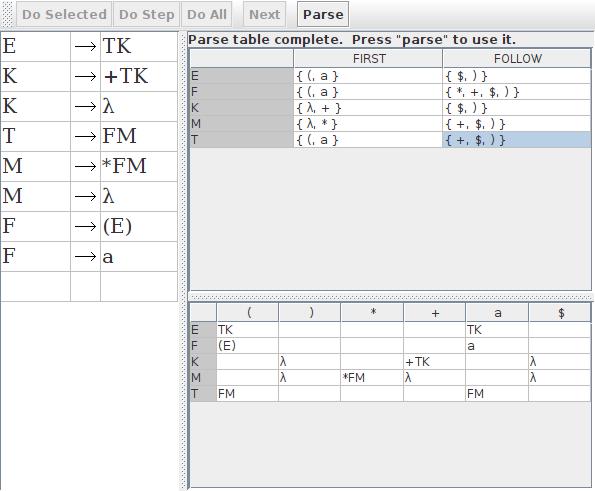 Do Selected Do Step Do All Next Parse
E → TK
K → +TK
K → λ
T → FM
M → *FM
M → λ
F → (E)
F → a
Parse table complete. Press "parse" to use it.
FIRST FOLLOW
E { (, a } { $, ) }
F { (, a } { *, +, $, ) }
K { λ, + } { $, ) }
M { λ, * } { +, $, ) }
T { (, a } { +, $, ) }
( ) * + a $
E TK TK
F (E) a
K λ +TK λ
M λ *FM λ λ
T FM FM